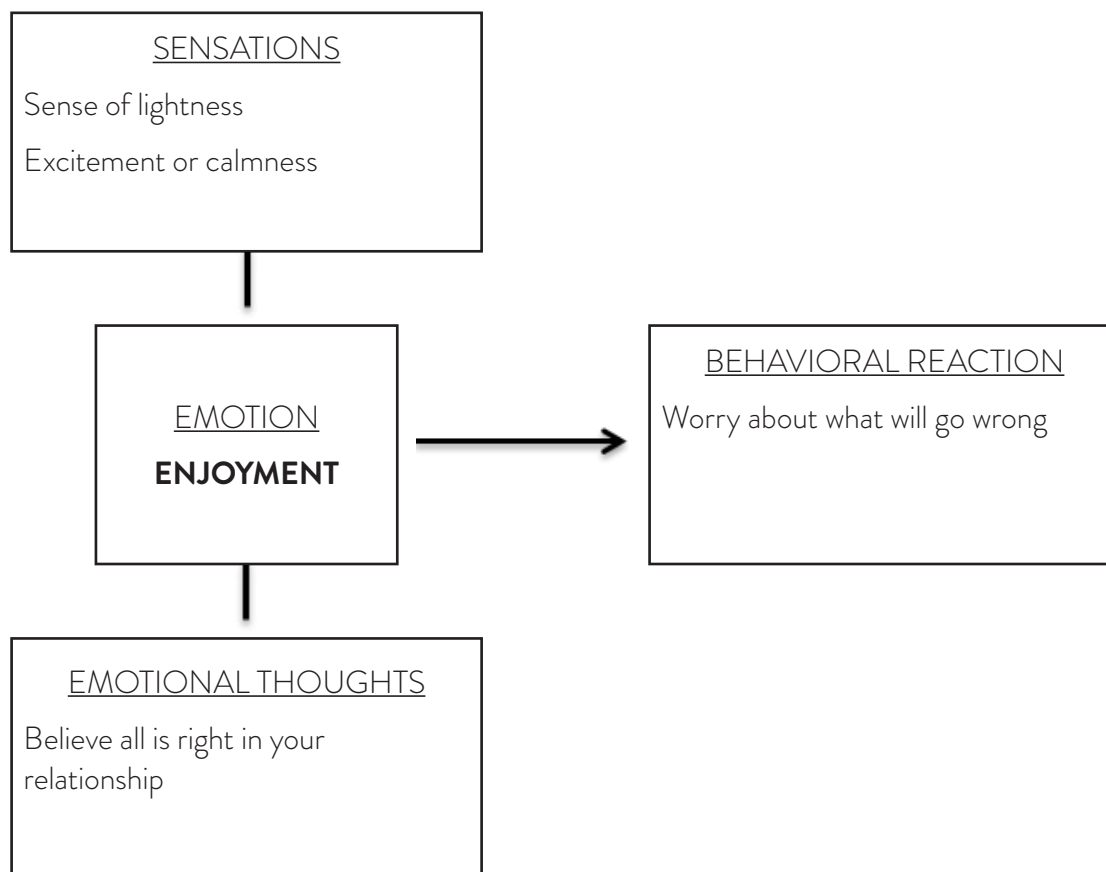 SENSATIONS
Sense of lightness
Excitement or calmness
EMOTION
ENJOYMENT
BEHAVIORAL REACTION
Worry about what will go wrong
EMOTIONAL THOUGHTS
Believe all is right in your
relationship